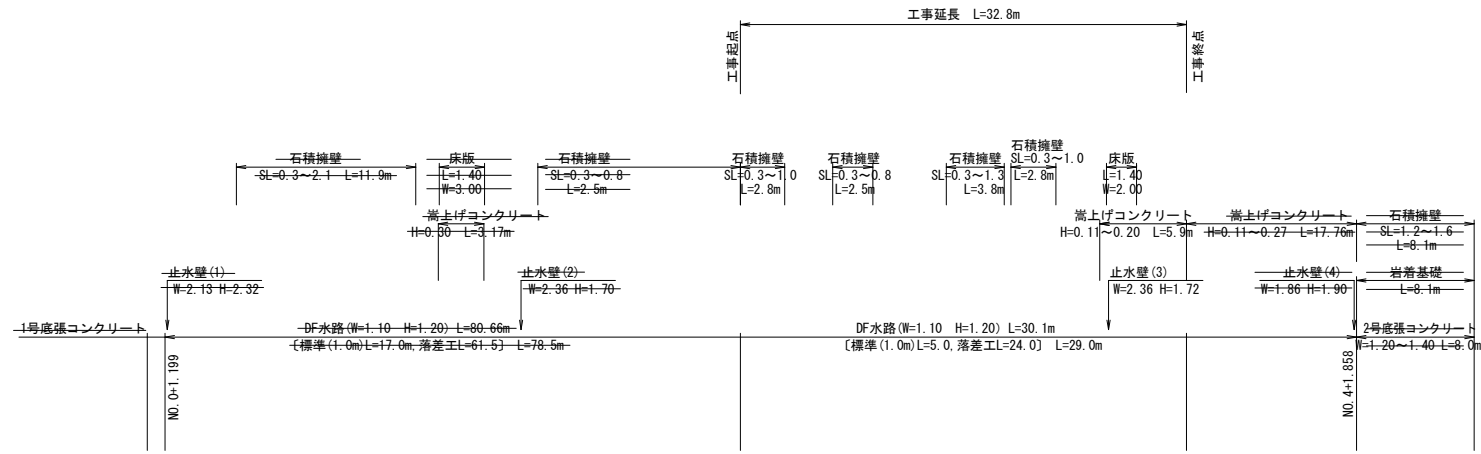 工事延長 L=32.8m
工事起点
工事終点
石積擁壁
SL=0.3～2.1 L=11.9m
床版
L=1.40
W=3.00
石積擁壁
SL=0.3～0.8
L=2.5m
石積擁壁
SL=0.3～1.0
L=2.8m
石積擁壁
SL=0.3～0.8
L=2.5m
石積擁壁
SL=0.3～1.3
L=3.8m
石積擁壁
SL=0.3～1.0
L=2.8m
床版
L=1.40
W=2.00
嵩上げコンクリート
H=0.30 L=3.17m
嵩上げコンクリート
H=0.11～0.20 L=5.9m
嵩上げコンクリート
H=0.11～0.27 L=17.76m
石積擁壁
SL=1.2～1.6
L=8.1m
止水壁(1)
W=2.13 H=2.32
止水壁(2)
W=2.36 H=1.70
止水壁(3)
W=2.36 H=1.72
止水壁(4)
W=1.86 H=1.90
岩着基礎
L=8.1m
1号底張コンクリート
DF水路(W=1.10 H=1.20) L=80.66m
〔標準(1.0m)L=17.0m,落差工L=61.5〕 L=78.5m
DF水路(W=1.10 H=1.20) L=30.1m
〔標準(1.0m)L=5.0,落差工L=24.0〕 L=29.0m
2号底張コンクリート
W=1.20～1.40 L=8.0m
NO.0+1.199
NO.4+1.858